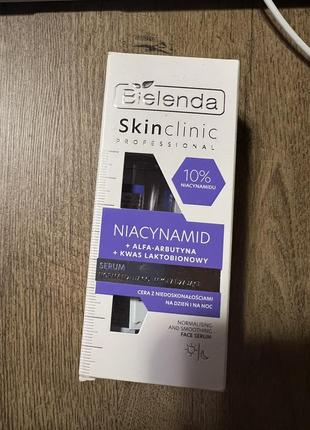 Bielenda
Skinclinic
PROFESSIONAL
10%
NIACYNAMIDU
NIACYNAMID
+ ALFA-ARBUTYNA
+ KWAS LAKTOBIONOWY
SERUM
CERA Z NIEDOSKONAŁOŚCIAMI
NA DZIEŃ I NA NOC
NORMALISING
AND SMOOTHING
FACE SERUM